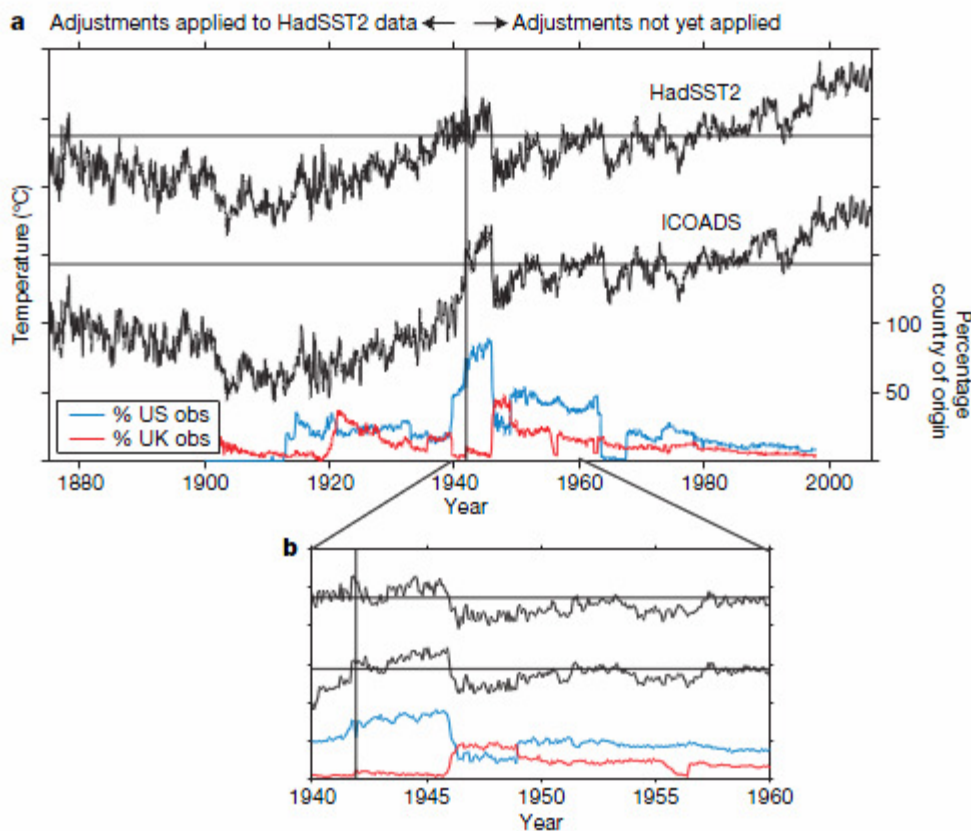 a Adjustments applied to HadSST2 data ← → Adjustments not yet applied
HadSST2
ICOADS
Temperature (°C)
100
50
Percentage
country of origin
% US obs
% UK obs
1880 1900 1920 1940 1960 1980 2000
Year
b
1940 1945 1950 1955 1960
Year